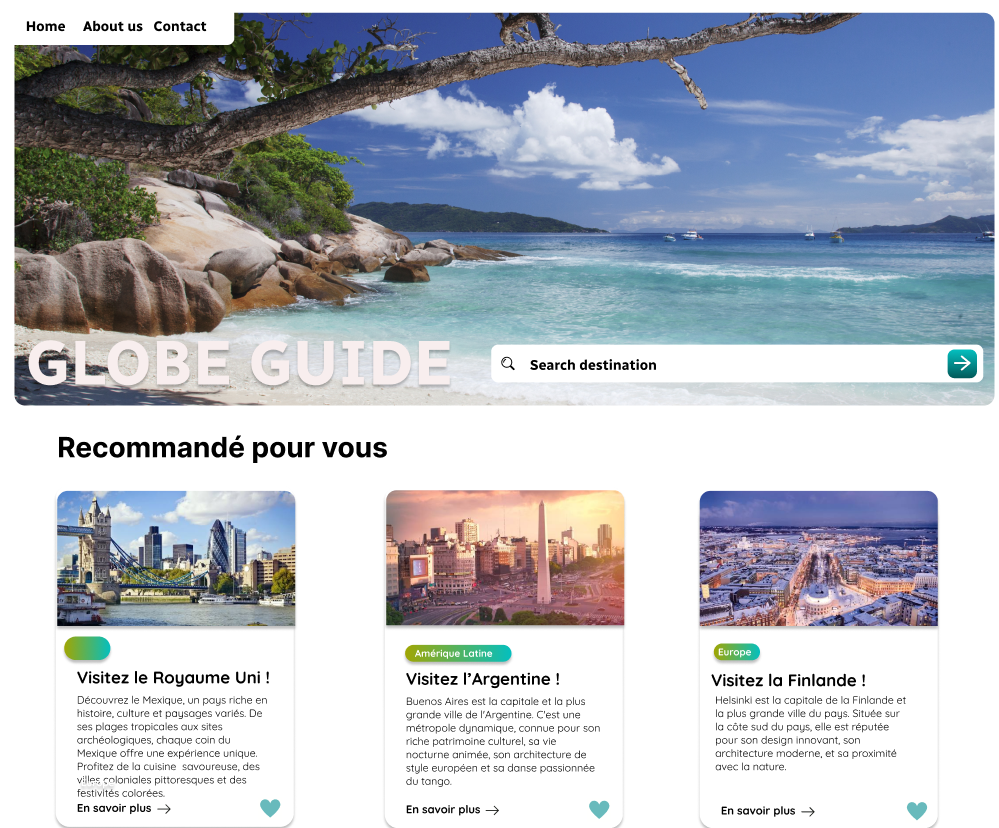 Home About us Contact
GLOBE GUIDE
Search destination
Recommandé pour vous
Visitez le Royaume Uni !
Découvrez le Mexique, un pays riche en
histoire, culture et paysages variés. De
ses plages tropicales aux sites
archéologiques, chaque coin du
Mexique offre une expérience unique.
Profitez de la cuisine savoureuse, des
villes coloniales pittoresques et des
festivités colorées.
En savoir plus
Amérique Latine
Visitez l’Argentine !
Buenos Aires est la capitale et la plus
grande ville de l'Argentine. C'est une
métropole dynamique, connue pour son
riche patrimoine culturel, sa vie
nocturne animée, son architecture de
style européen et sa danse passionnée
du tango.
En savoir plus
Europe
Visitez la Finlande !
Helsinki est la capitale de la Finlande et
la plus grande ville du pays. Située sur
la côte sud du pays, elle est réputée
pour son design innovant, son
architecture moderne, et sa proximité
avec la nature.
En savoir plus